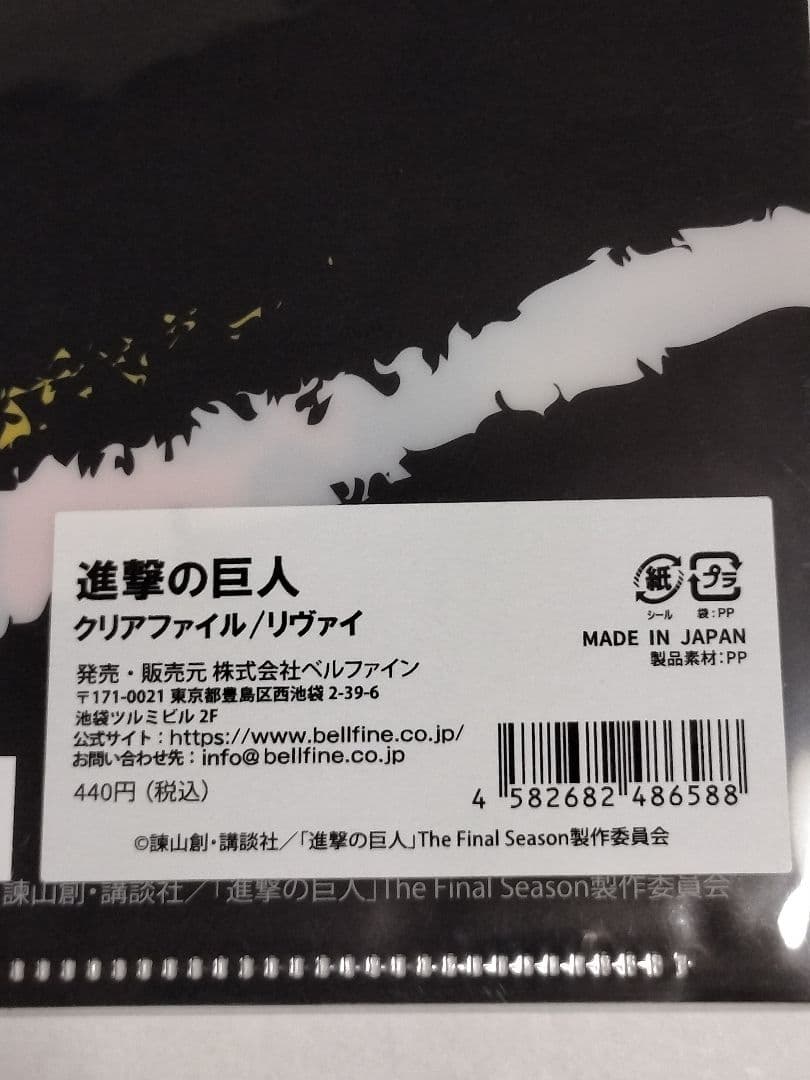 進撃の巨人
クリアファイル/リヴァイ
紙 プラ
シール 袋:PP
MADE IN JAPAN
製品素材:PP
発売・販売元 株式会社ベルファイン
〒171-0021 東京都豊島区西池袋 2-39-6
池袋ツルミビル 2F
公式サイト:https://www.bellfine.co.jp/
お問い合わせ先:info@bellfine.co.jp
440円(税込)
4 582682 486588
©諫山創・講談社/「進撃の巨人」The Final Season製作委員会
諫山創・講談社/「進撃の巨人」The Final Season製作委員会